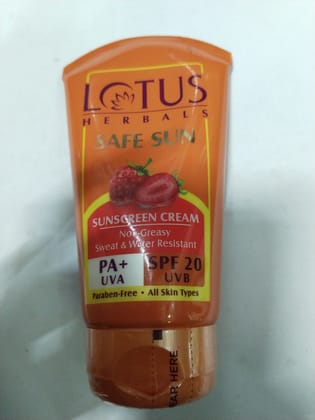 LOTUS
HERBALS
SAFE SUN
SUNSCREEN CREAM
Non-Greasy
Sweat & Water Resistant
PA+
UVA
SPF 20
UVB
Paraben-Free • All Skin Types
EAR HERE